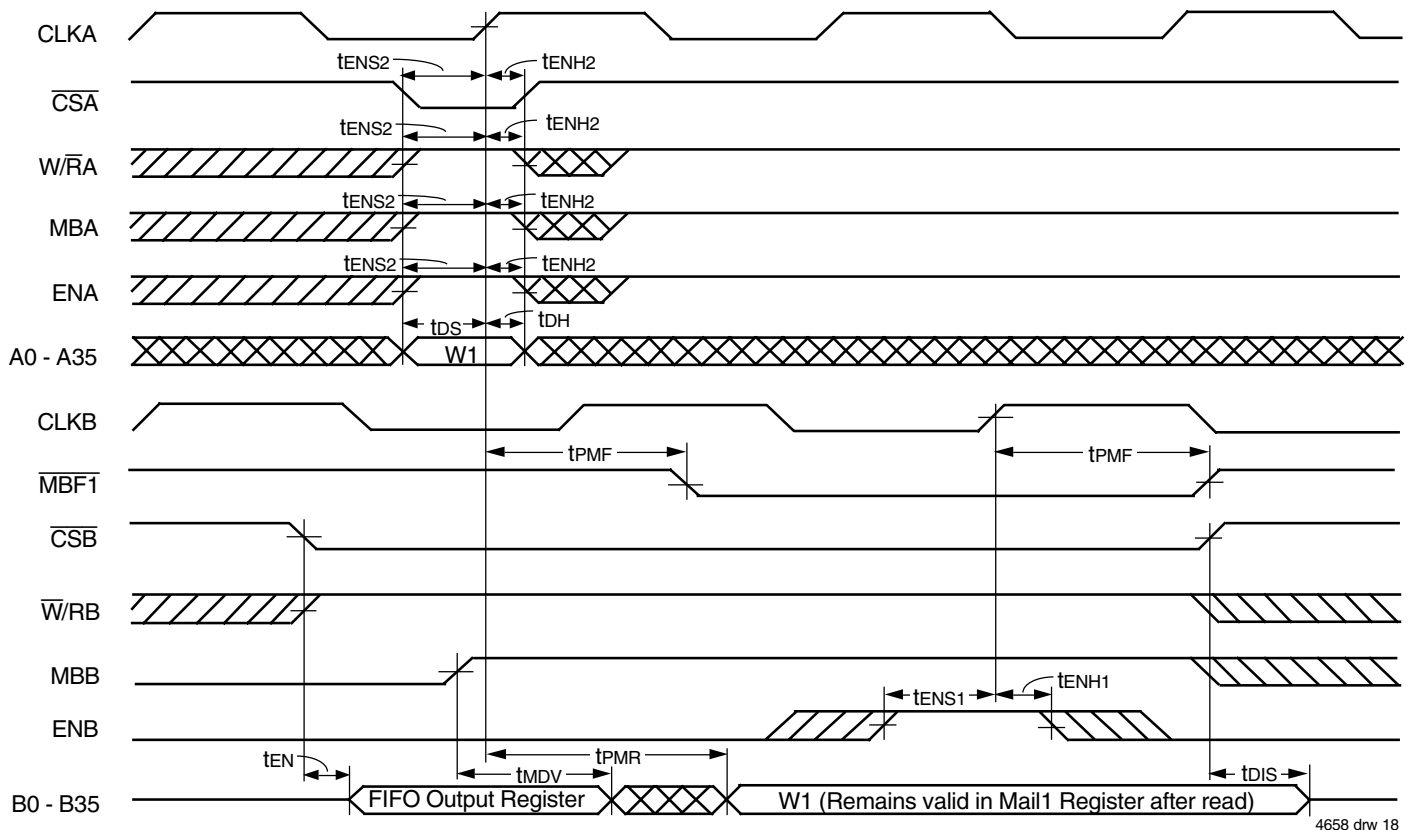 CLKA
tENS2 tENH2
CSA
tENS2 tENH2
W/RA
tENS2 tENH2
MBA
tENS2 tENH2
ENA
tDS tDH
A0 - A35 W1
CLKB
tPMF tPMF
MBF1
CSB
W/RB
MBB
tENS1 tENH1
ENB
tEN tPMR
tMDV tDIS
B0 - B35 FIFO Output Register W1 (Remains valid in Mail1 Register after read)
4658 drw 18